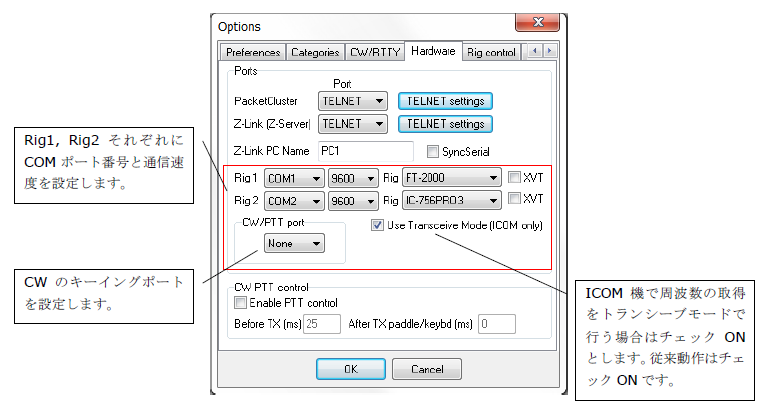 Options
Preferences Categories CW/RTTY Hardware Rig control
Ports
Port
PacketCluster TELNET TELNET settings
Z-Link (Z-Server) TELNET TELNET settings
Z-Link PC Name PC1 SyncSerial
Rig1 COM1 9600 Rig FT-2000 XVT
Rig2 COM2 9600 Rig IC-756PRO3 XVT
CW/PTT port
Use Transceive Mode (ICOM only)
None
CW PTT control
Enable PTT control
Before TX (ms) 25 After TX paddle/keybd (ms) 0
OK Cancel
Rig1, Rig2 それぞれに
COM ポート番号と通信速
度を設定します。
CW のキーイングポート
を設定します。
ICOM 機で周波数の取得
をトランシーブモードで
行う場合はチェック ON
とします。従来動作はチェ
ック ON です。